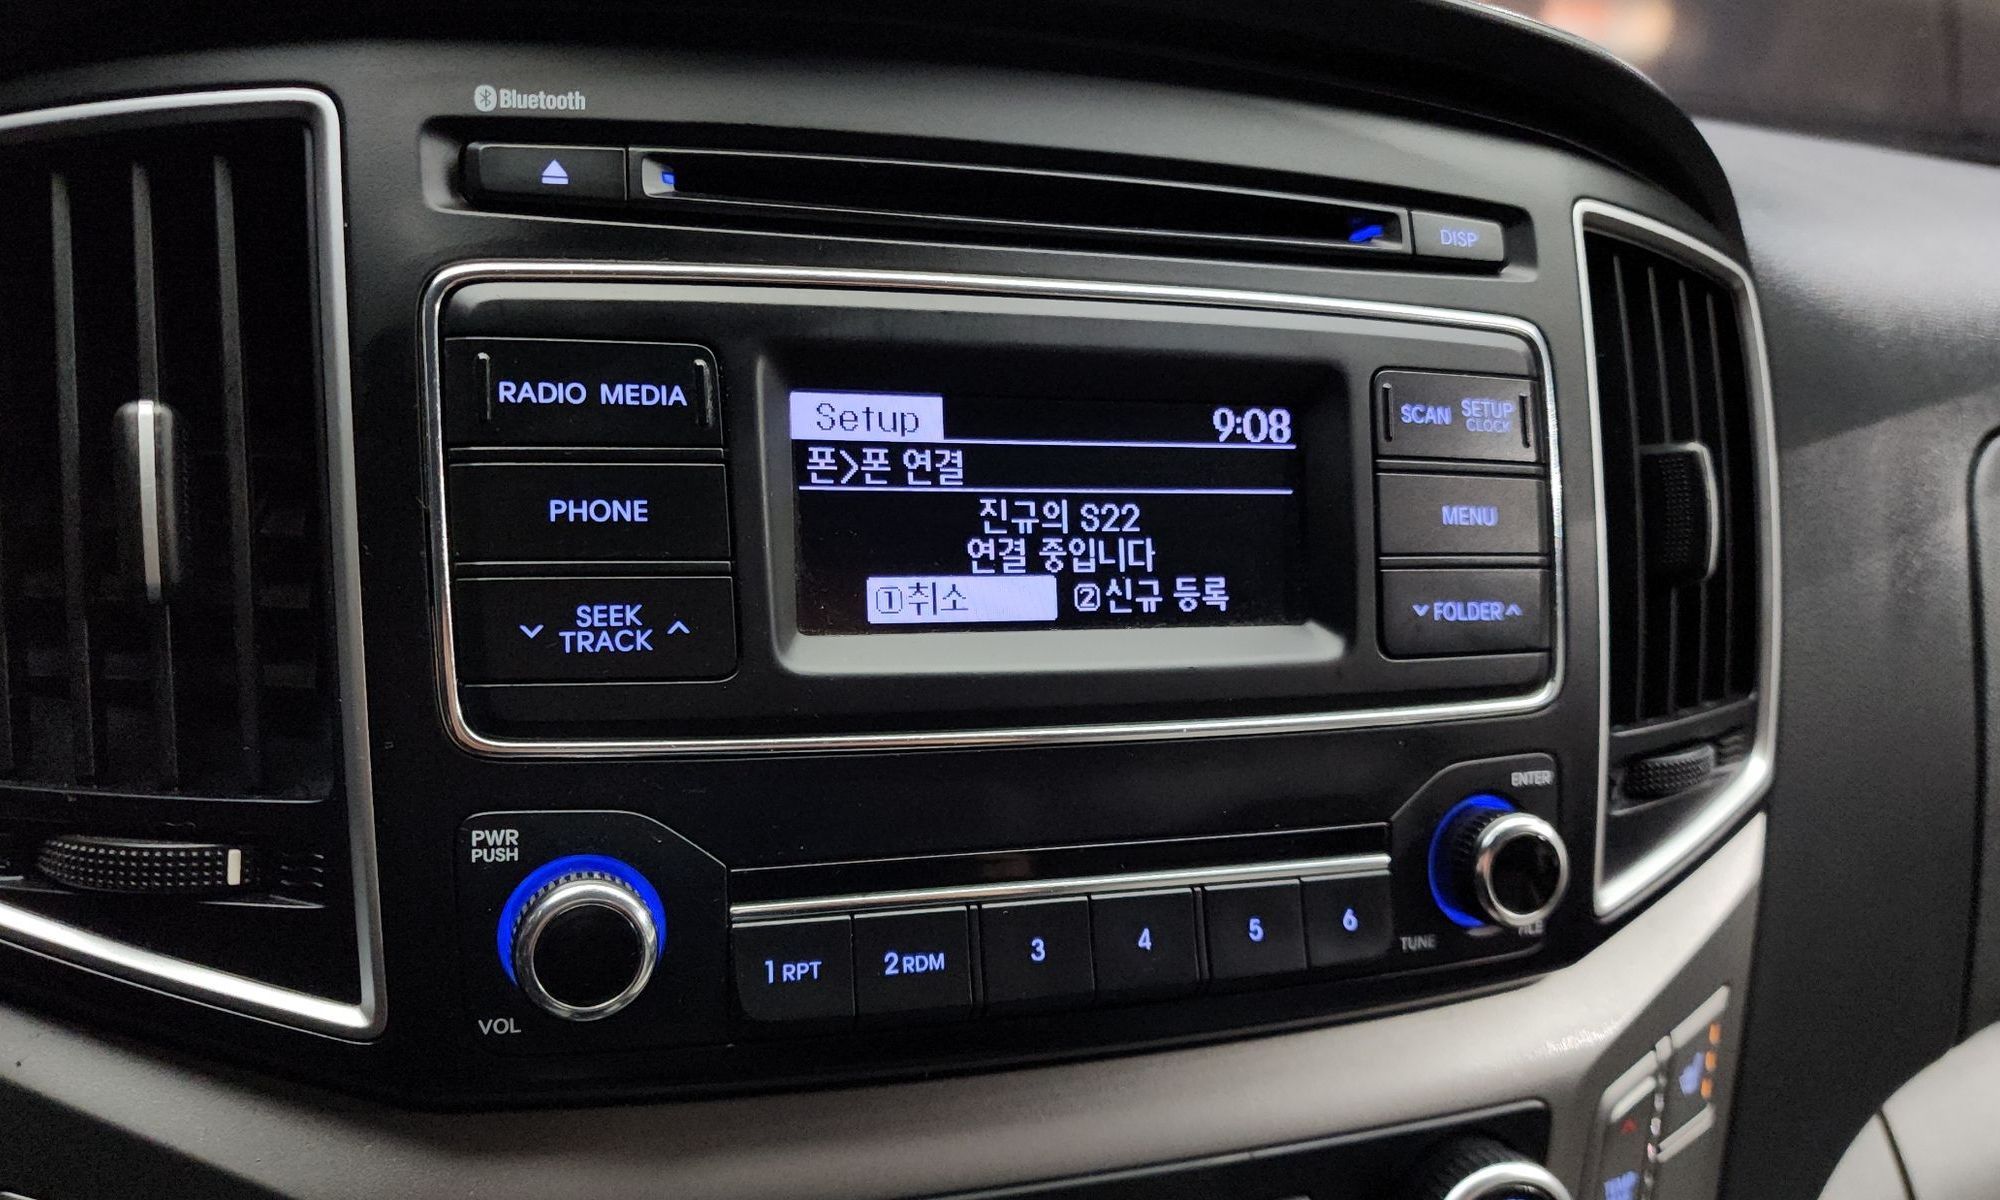 Bluetooth
DISP
RADIO MEDIA
SCAN SETUP
CLOCK
Setup 9:08
폰>폰 연결
진규의 S22
연결 중입니다
①취소 ②신규 등록
PHONE
MENU
SEEK
TRACK
FOLDER
PWR
PUSH
VOL
1 RPT
2 RDM
3
4
5
6
ENTER
TUNE
FILE